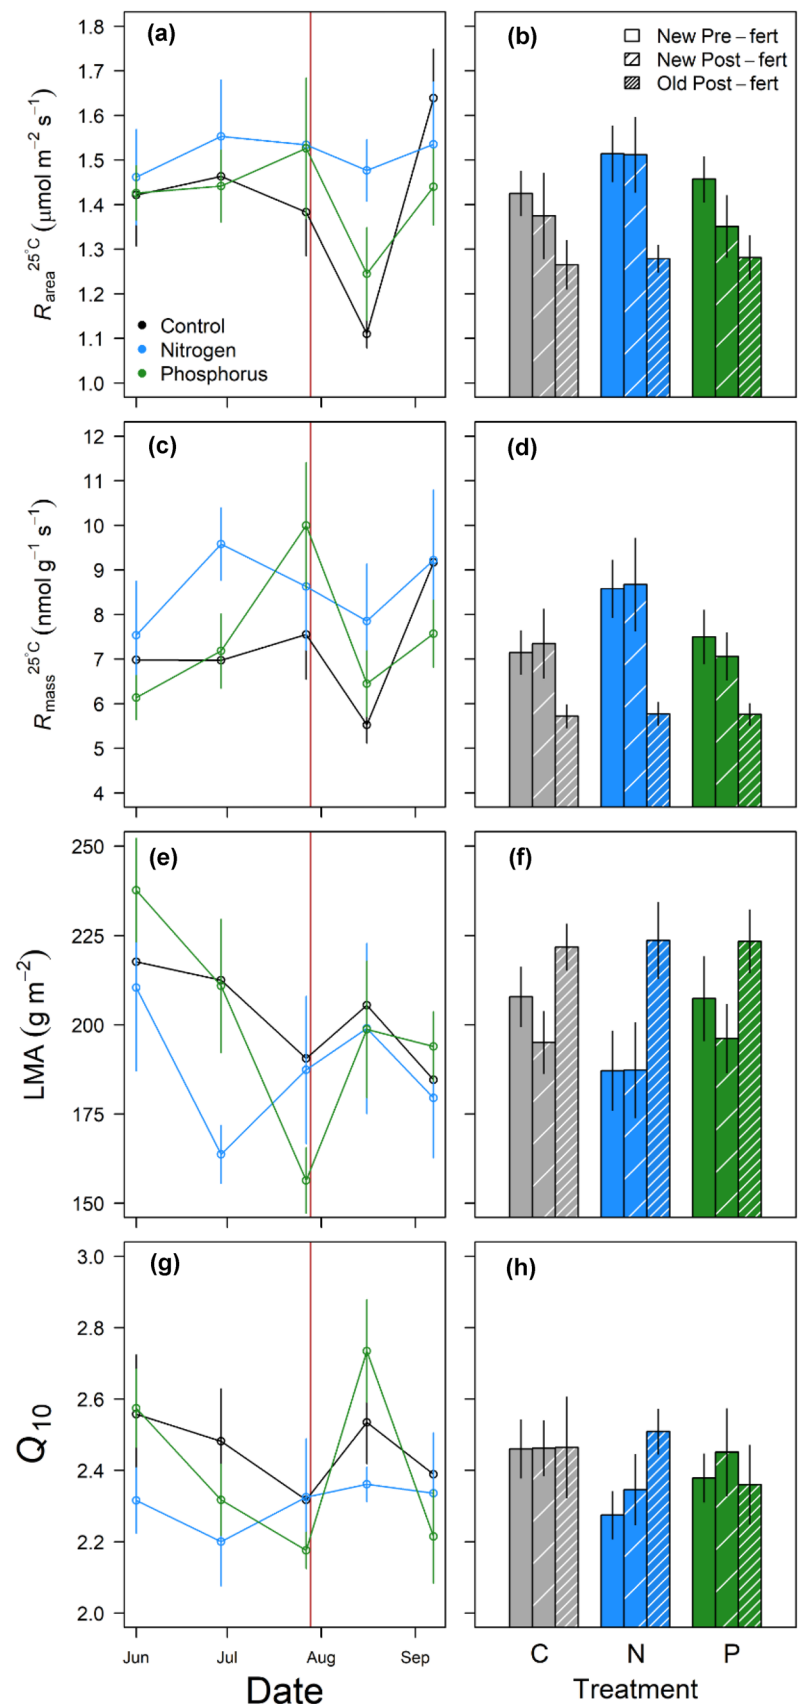 (a)
1.8
1.7
1.6
1.5
1.4
1.3
1.2
1.1
1.0
R_area^25°C (μmol m⁻² s⁻¹)
Control
Nitrogen
Phosphorus
(b)
New Pre−fert
New Post−fert
Old Post−fert
(c)
12
11
10
9
8
7
6
5
4
R_mass^25°C (nmol g⁻¹ s⁻¹)
(d)
(e)
250
225
200
175
150
LMA (g m⁻²)
(f)
(g)
3.0
2.8
2.6
2.4
2.2
2.0
Q₁₀
Jun Jul Aug Sep
Date
(h)
C N P
Treatment